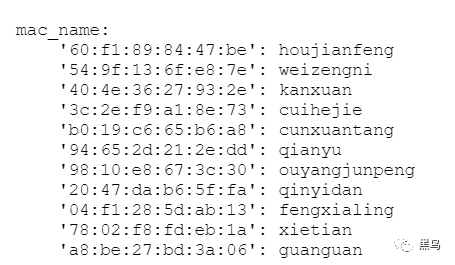 mac_name:
'60:f1:89:84:47:be': houjianfeng
'54:9f:13:6f:e8:7e': weizengni
'40:4e:36:27:93:2e': kanxuan
'3c:2e:f9:a1:8e:73': cuihejie
'b0:19:c6:65:b6:a8': cunxuantang
'94:65:2d:21:2e:dd': qianyu
'98:10:e8:67:3c:30': ouyangjunpeng
'20:47:da:b6:5f:fa': qinyidan
'04:f1:28:5d:ab:13': fengxialing
'78:02:f8:fd:eb:1a': xietian
'a8:be:27:bd:3a:06': guanguan
黑鸟